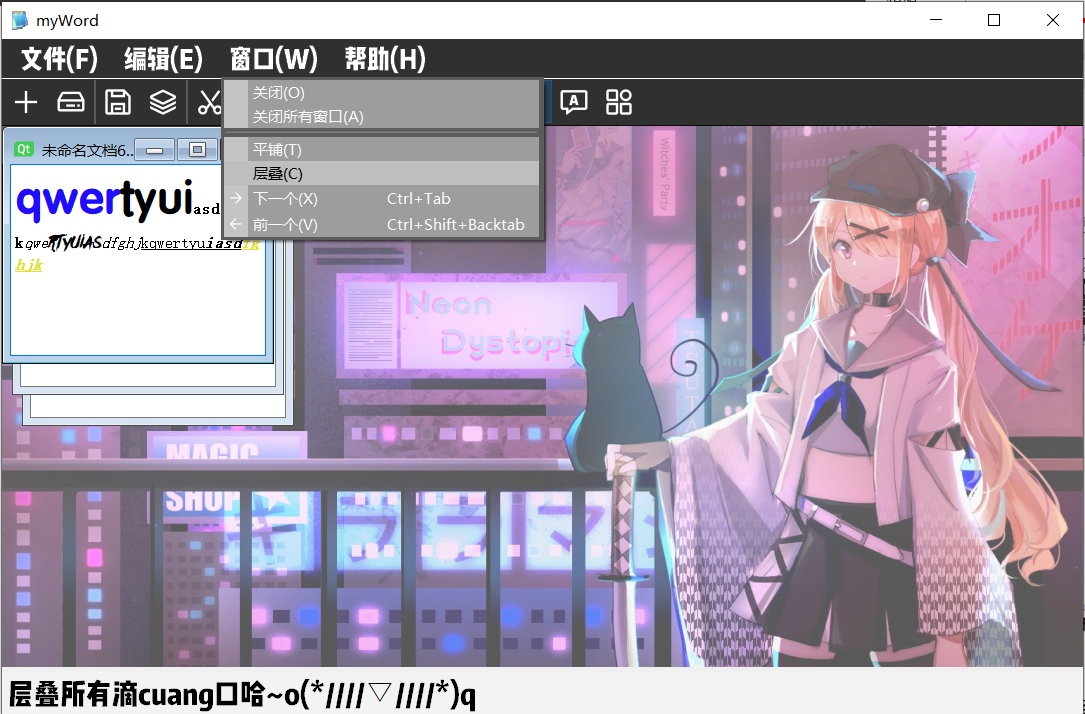 myWord
文件(F) 编辑(E) 窗口(W) 帮助(H)
A
关闭(O)
关闭所有窗口(A)
平铺(T)
层叠(C)
下一个(X) Ctrl+Tab
前一个(V) Ctrl+Shift+Backtab
Qt 未命名文档6..
qwertyuiasd
kqweRTYUiASdfghjkqwertyuiasdfk
hjk
Witches' Party
Neon
Dystopi
MAGIC
SHOP
层叠所有滴cuang口哈~o(*////▽////*)q